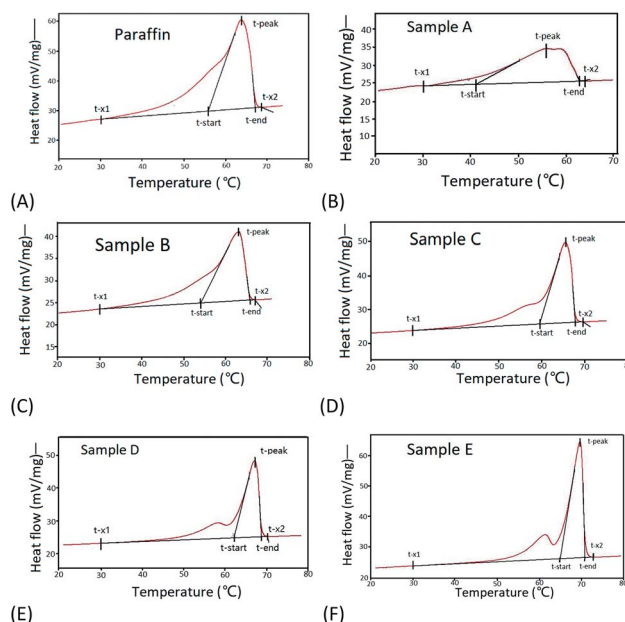 Paraffin
t-peak
t-x1
t-start
t-end
t-x2
Heat flow (mV/mg)—
60
50
40
30
20
20 30 40 50 60 70 80
Temperature (℃)
(A)
Sample A
t-peak
t-x1
t-start
t-end
t-x2
Heat flow (mV/mg)—
40
35
30
25
20
15
10
20 30 40 50 60 70
Temperature (℃)
(B)
Sample B
t-peak
t-x1
t-start
t-end
t-x2
Heat flow (mV/mg)—
40
35
30
25
20
15
20 30 40 50 60 70 80
Temperature (℃)
(C)
Sample C
t-peak
t-x1
t-start
t-end
t-x2
Heat flow (mV/mg)—
50
40
30
20
20 30 40 50 60 70
Temperature (℃)
(D)
Sample D
t-peak
t-x1
t-start
t-end
t-x2
Heat flow (mV/mg)—
50
40
30
20
20 30 40 50 60 70 80
Temperature (℃)
(E)
Sample E
t-peak
t-x1
t-start
t-end
t-x2
Heat flow (mV/mg)—
60
50
40
30
20
20 30 40 50 60 70 80
Temperature (℃)
(F)